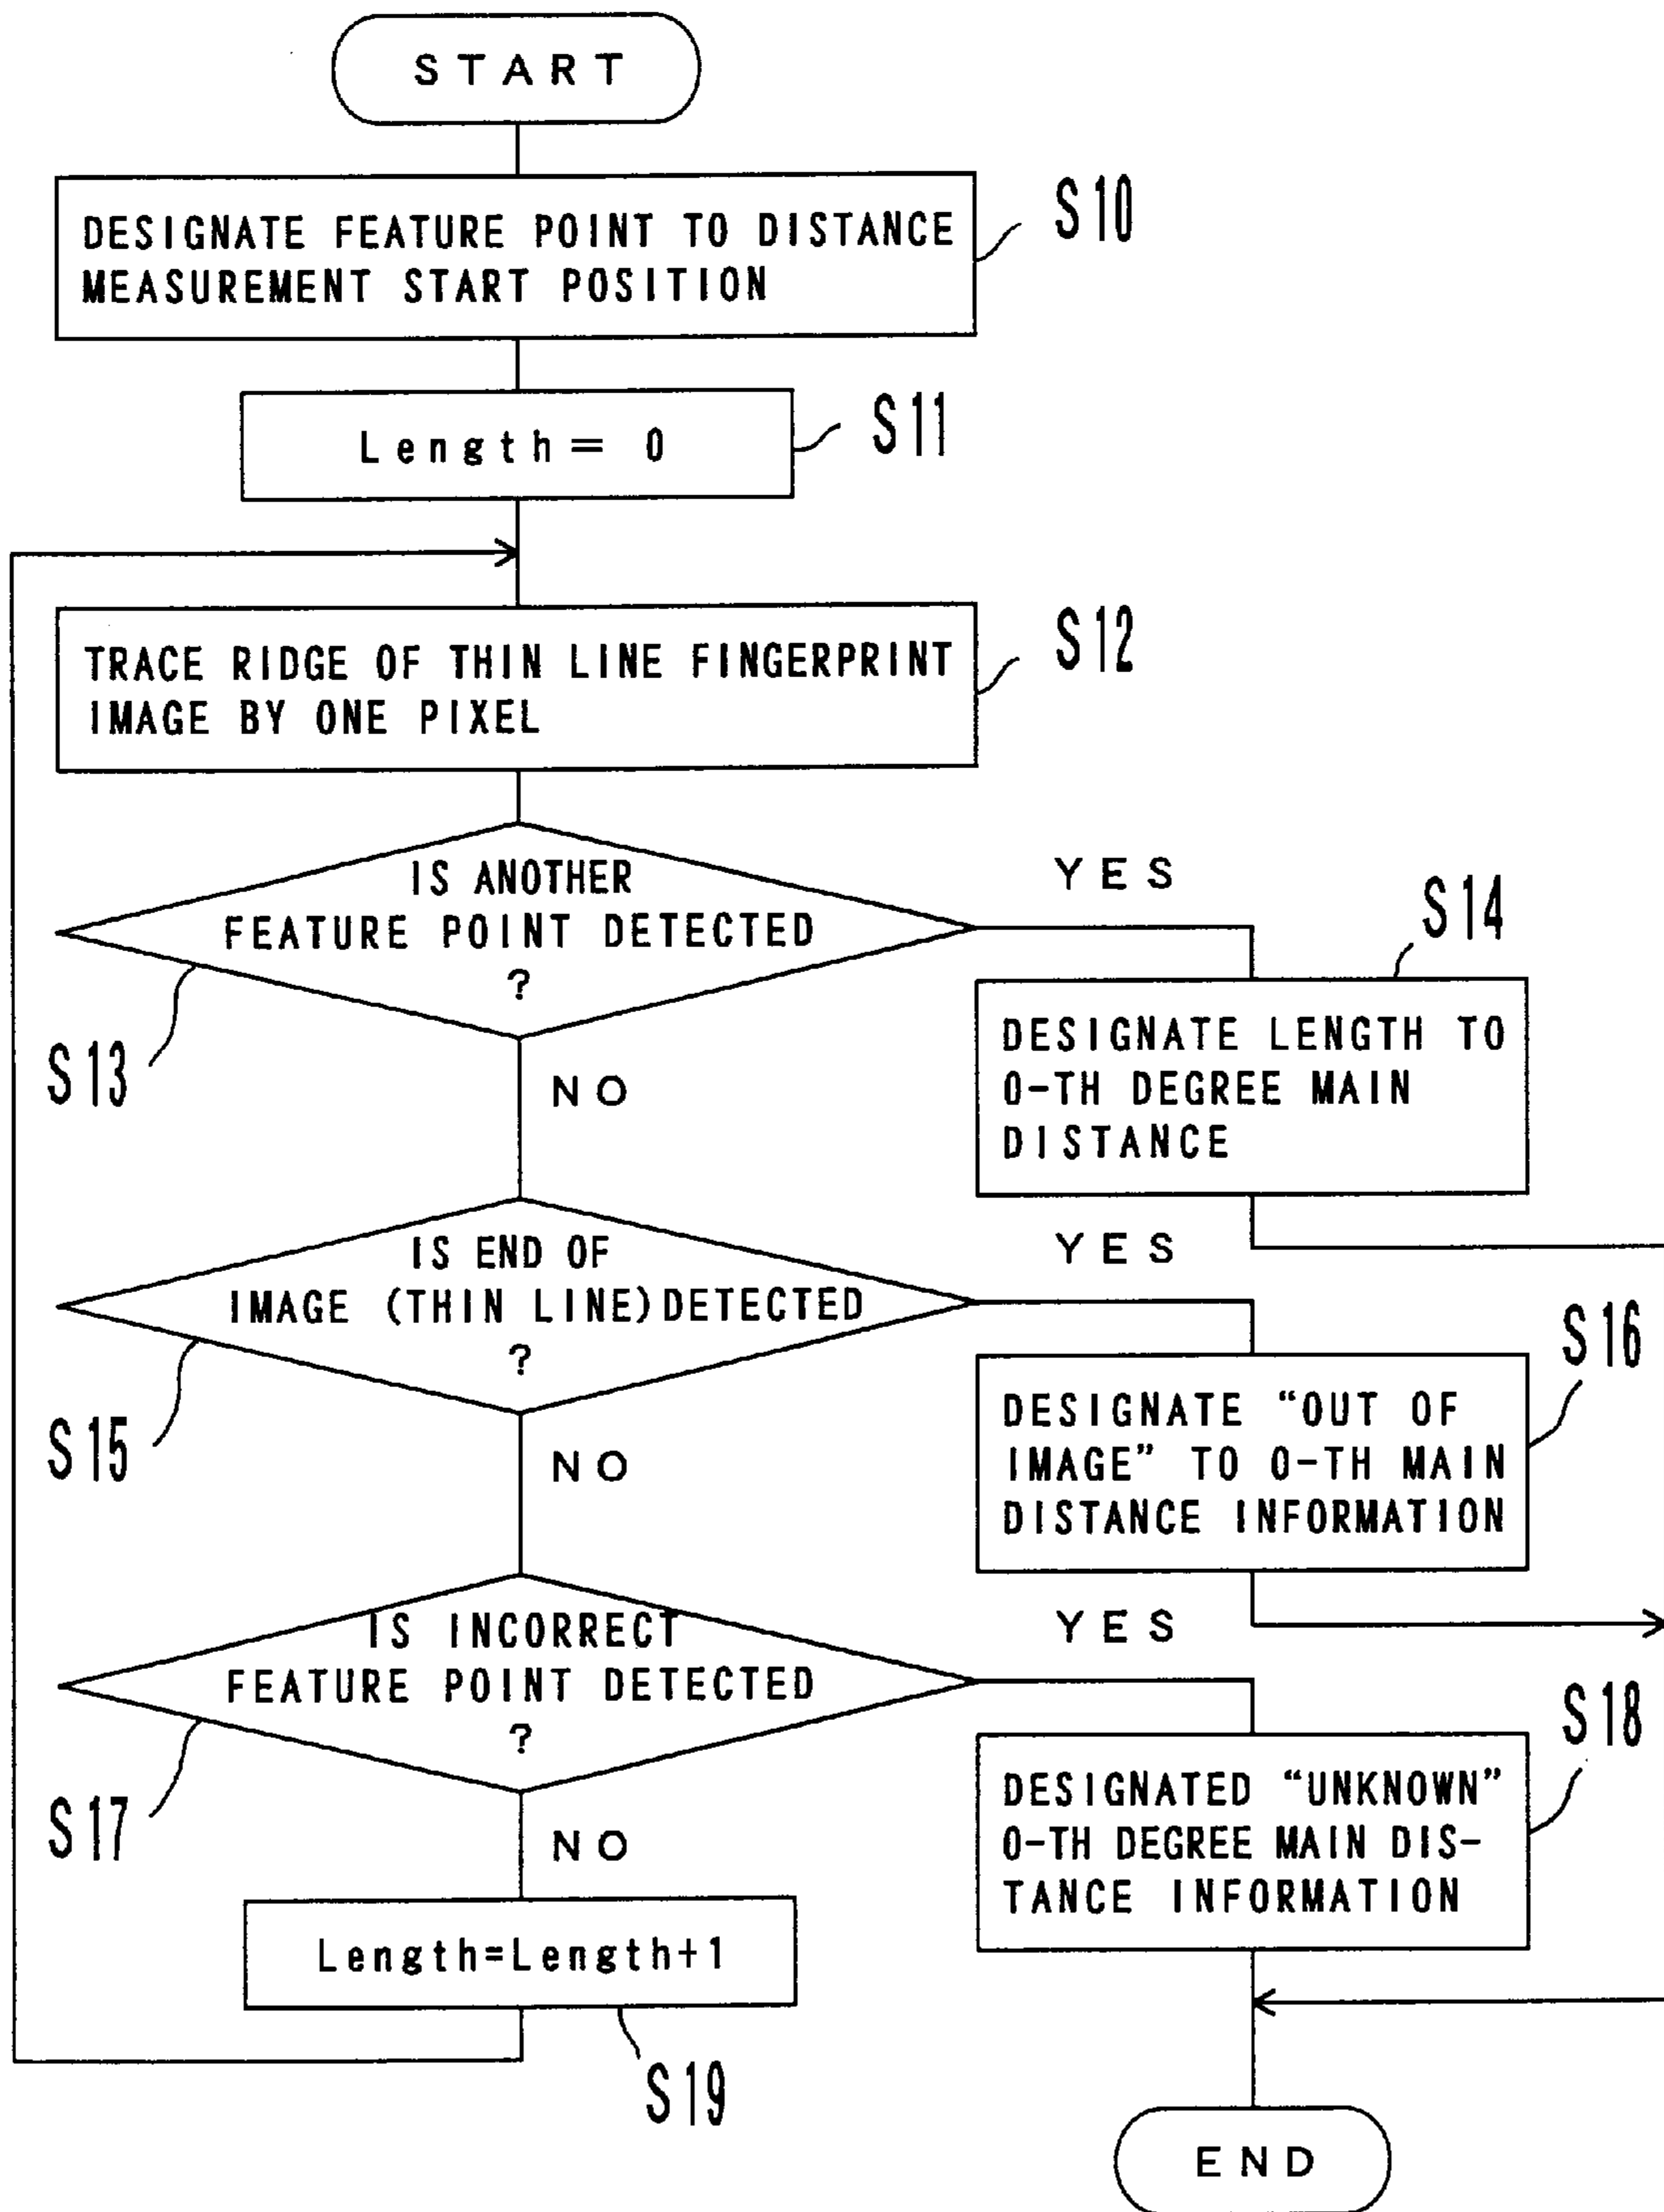 START
DESIGNATE FEATURE POINT TO DISTANCE
MEASUREMENT START POSITION
S10
Length= 0
S11
TRACE RIDGE OF THIN LINE FINGERPRINT
IMAGE BY ONE PIXEL
S12
IS ANOTHER
FEATURE POINT DETECTED
?
YES
S13
NO
S14
DESIGNATE LENGTH TO
0-TH DEGREE MAIN
DISTANCE
IS END OF
IMAGE (THIN LINE)DETECTED
?
YES
S15
NO
S16
DESIGNATE “OUT OF
IMAGE” TO 0-TH MAIN
DISTANCE INFORMATION
IS INCORRECT
FEATURE POINT DETECTED
?
YES
S17
NO
S18
DESIGNATED “UNKNOWN”
0-TH DEGREE MAIN DIS-
TANCE INFORMATION
Length=Length+1
S19
END